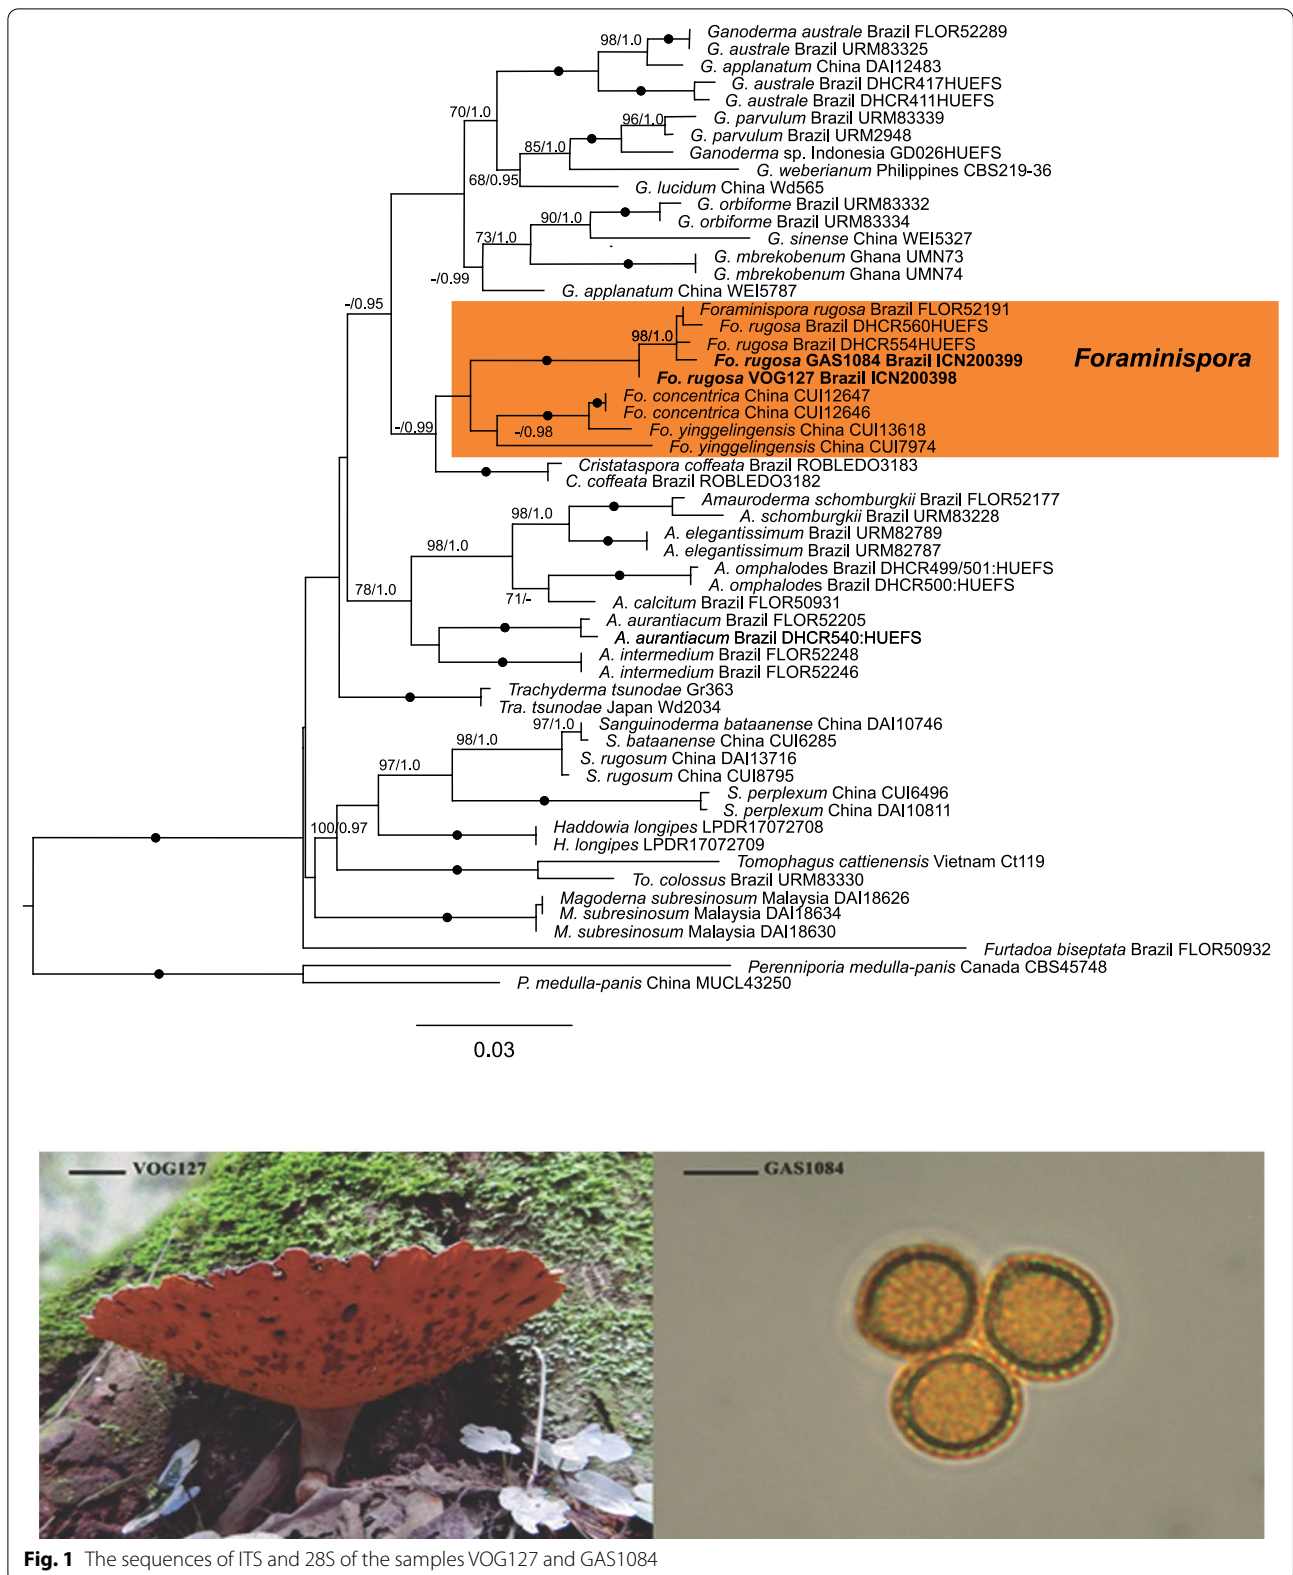 Ganoderma australe Brazil FLOR52289
98/1.0
G. australe Brazil URM83325
G. applanatum China DAI12483
G. australe Brazil DHCR417HUEFS
G. australe Brazil DHCR411HUEFS
70/1.0
G. parvulum Brazil URM83339
96/1.0
G. parvulum Brazil URM2948
85/1.0
Ganoderma sp. Indonesia GD026HUEFS
G. weberianum Philippines CBS219-36
68/0.95
G. lucidum China Wd565
G. orbiforme Brazil URM83332
90/1.0
G. orbiforme Brazil URM83334
73/1.0
G. sinense China WEI5327
G. mbrekobenum Ghana UMN73
G. mbrekobenum Ghana UMN74
-/0.99
G. applanatum China WEI5787
-/0.95
Foraminispora rugosa Brazil FLOR52191
Fo. rugosa Brazil DHCR560HUEFS
98/1.0
Fo. rugosa Brazil DHCR554HUEFS
Fo. rugosa GAS1084 Brazil ICN200399
Foraminispora
Fo. rugosa VOG127 Brazil ICN200398
Fo. concentrica China CUI12647
Fo. concentrica China CUI12646
-/0.99
-/0.98
Fo. yinggelingensis China CUI13618
Fo. yinggelingensis China CUI7974
Cristataspora coffeata Brazil ROBLEDO3183
C. coffeata Brazil ROBLEDO3182
Amauroderma schomburgkii Brazil FLOR52177
98/1.0
A. schomburgkii Brazil URM83228
A. elegantissimum Brazil URM82789
98/1.0
A. elegantissimum Brazil URM82787
A. omphalodes Brazil DHCR499/501:HUEFS
A. omphalodes Brazil DHCR500:HUEFS
78/1.0
71/-
A. calcitum Brazil FLOR50931
A. aurantiacum Brazil FLOR52205
A. aurantiacum Brazil DHCR540:HUEFS
A. intermedium Brazil FLOR52248
A. intermedium Brazil FLOR52246
Trachyderma tsunodae Gr363
Tra. tsunodae Japan Wd2034
97/1.0
Sanguinoderma bataanense China DAI10746
98/1.0
S. bataanense China CUI6285
S. rugosum China DAI13716
97/1.0
S. rugosum China CUI8795
S. perplexum China CUI6496
S. perplexum China DAI10811
100/0.97
Haddowia longipes LPDR17072708
H. longipes LPDR17072709
Tomophagus cattienensis Vietnam Ct119
To. colossus Brazil URM83330
Magoderna subresinosum Malaysia DAI18626
M. subresinosum Malaysia DAI18634
M. subresinosum Malaysia DAI18630
Furtadoa biseptata Brazil FLOR50932
Perenniporia medulla-panis Canada CBS45748
P. medulla-panis China MUCL43250
0.03
VOG127
GAS1084
Fig. 1 The sequences of ITS and 28S of the samples VOG127 and GAS1084